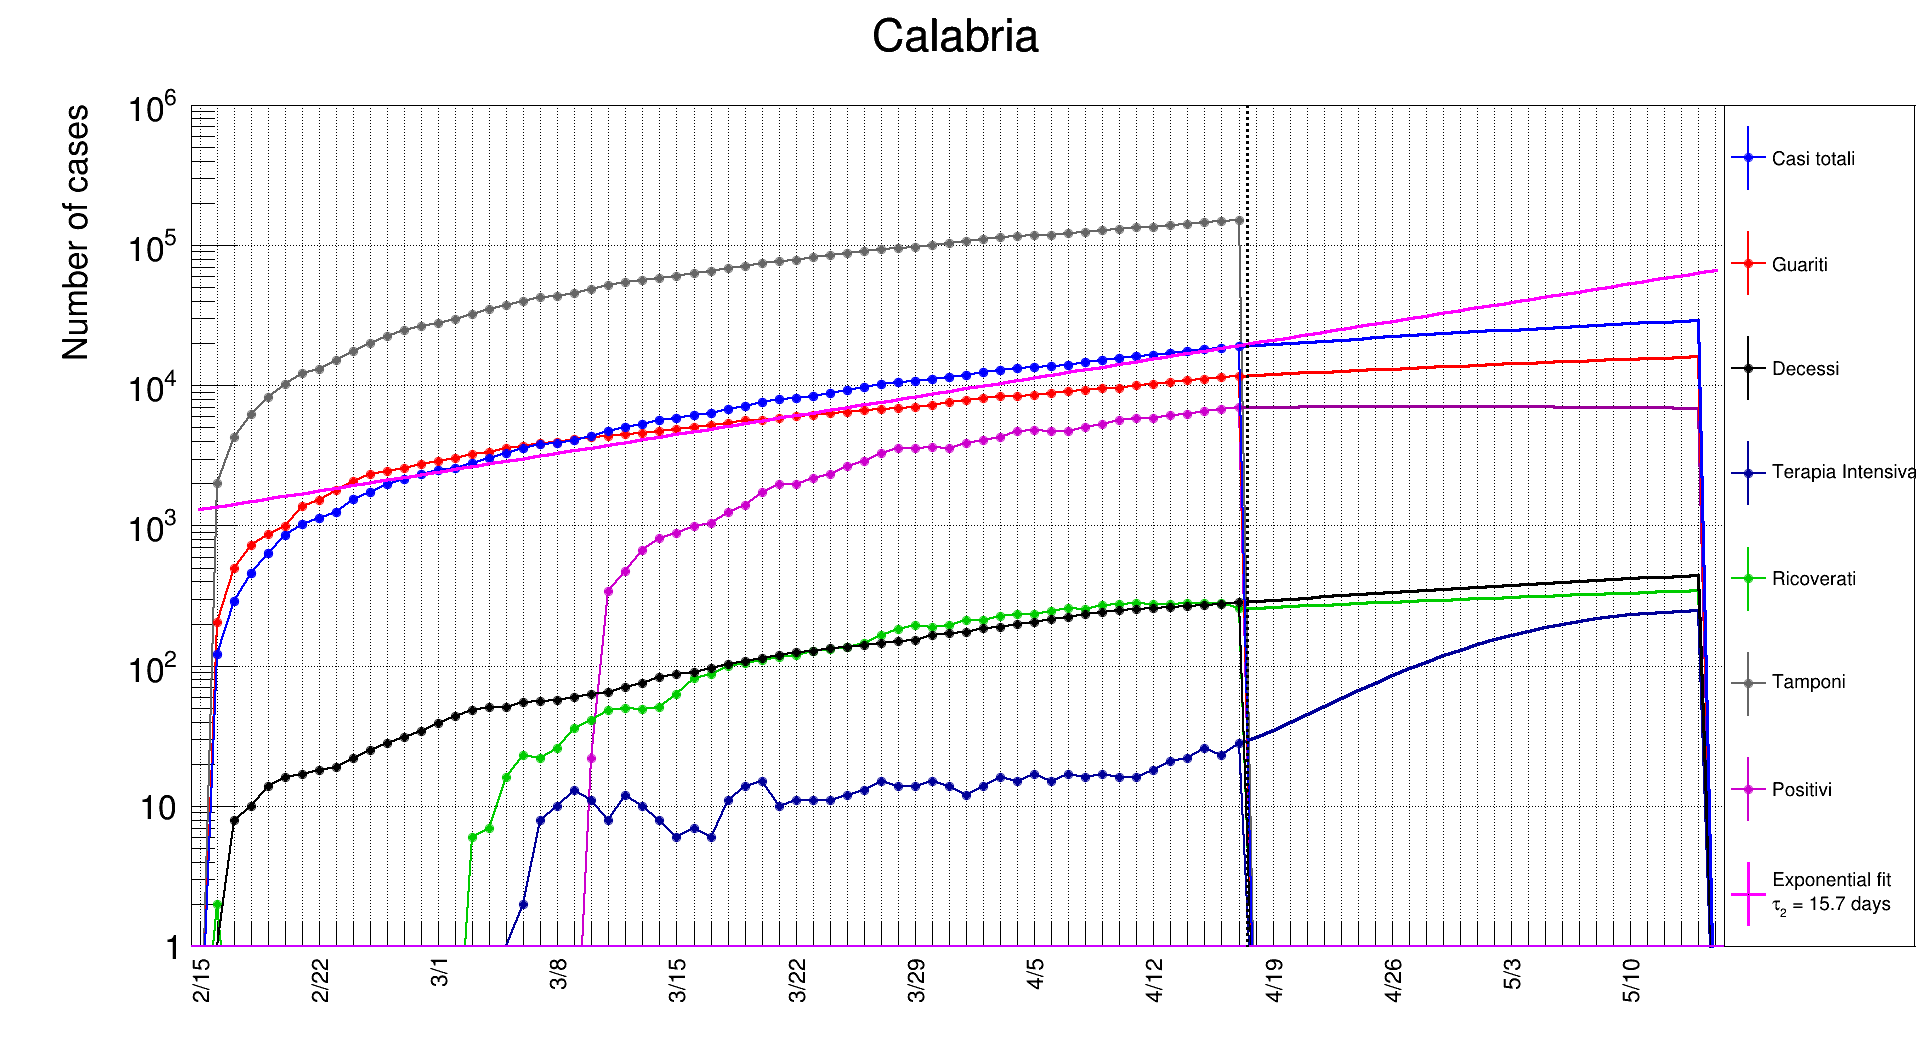 Calabria
Number of cases
10^6
10^5
10^4
10^3
10^2
10
1
2/15 2/22 3/1 3/8 3/15 3/22 3/29 4/5 4/12 4/19 4/26 5/3 5/10
Casi totali
Guariti
Decessi
Terapia Intensiva
Ricoverati
Tamponi
Positivi
Exponential fit
τ₂ = 15.7 days